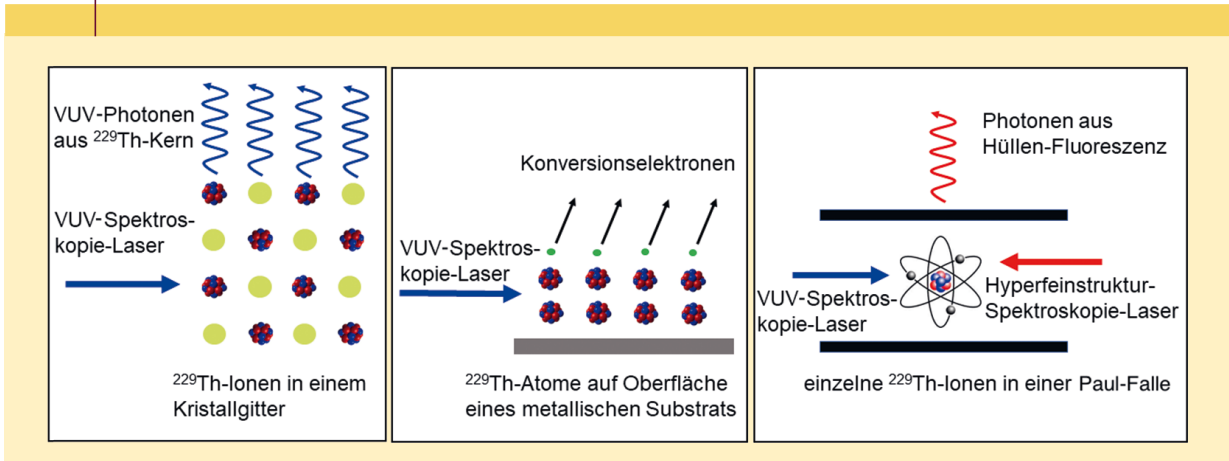 VUV-Photonen
aus ²²⁹Th-Kern
VUV-Spektros-
kopie-Laser
²²⁹Th-Ionen in einem
Kristallgitter
Konversionselektronen
VUV-Spektros-
kopie-Laser
²²⁹Th-Atome auf Oberfläche
eines metallischen Substrats
Photonen aus
Hüllen-Fluoreszenz
VUV-Spektros-
kopie-Laser
Hyperfeinstruktur-
Spektroskopie-Laser
einzelne ²²⁹Th-Ionen in einer Paul-Falle